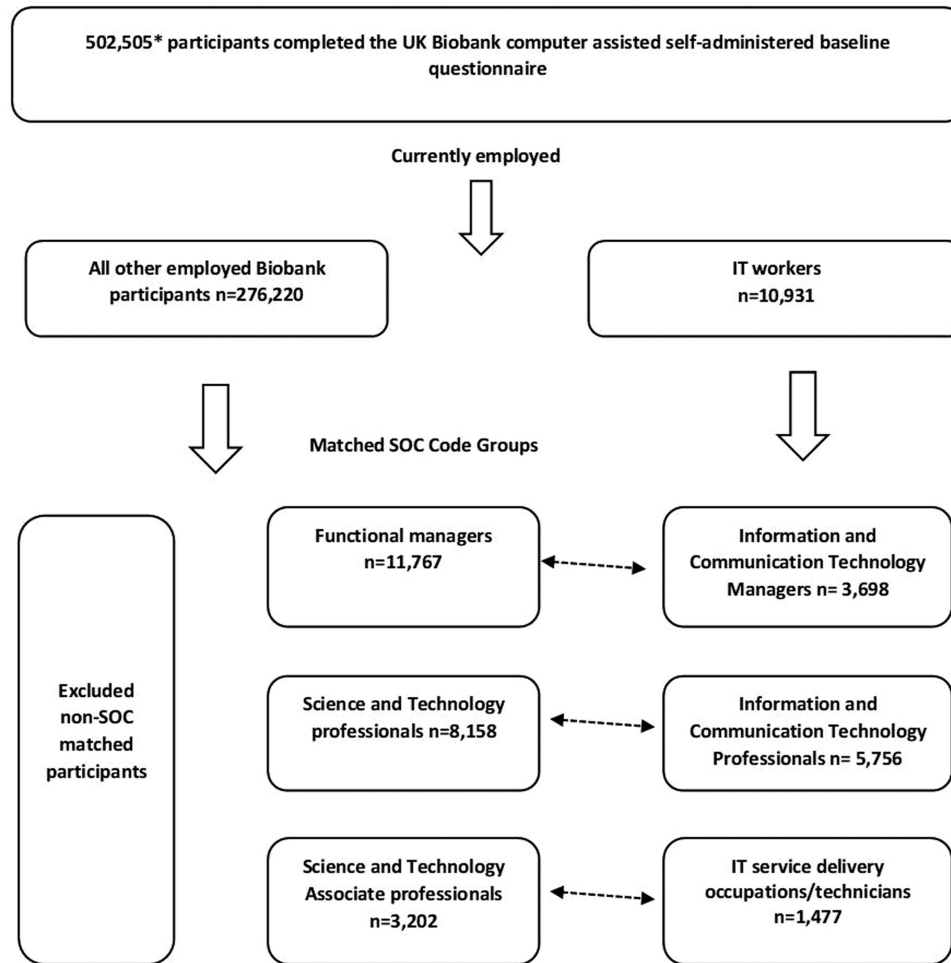 502,505* participants completed the UK Biobank computer assisted self-administered baseline
questionnaire
Currently employed
All other employed Biobank
participants n=276,220
IT workers
n=10,931
Matched SOC Code Groups
Excluded
non-SOC
matched
participants
Functional managers
n=11,767
Information and
Communication Technology
Managers n= 3,698
Science and Technology
professionals n=8,158
Information and
Communication Technology
Professionals n= 5,756
Science and Technology
Associate professionals
n=3,202
IT service delivery
occupations/technicians
n=1,477